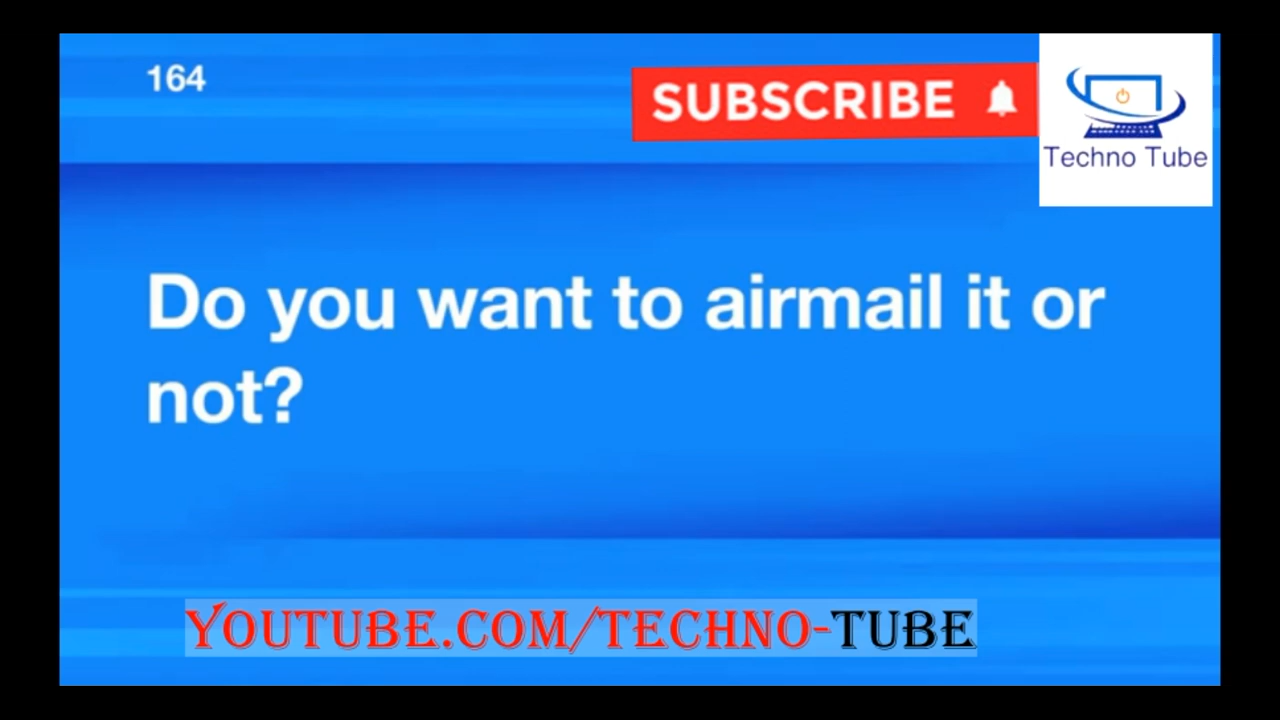 164
SUBSCRIBE
Techno Tube
Do you want to airmail it or
not?
YOUTUBE.COM/TECHNO-TUBE